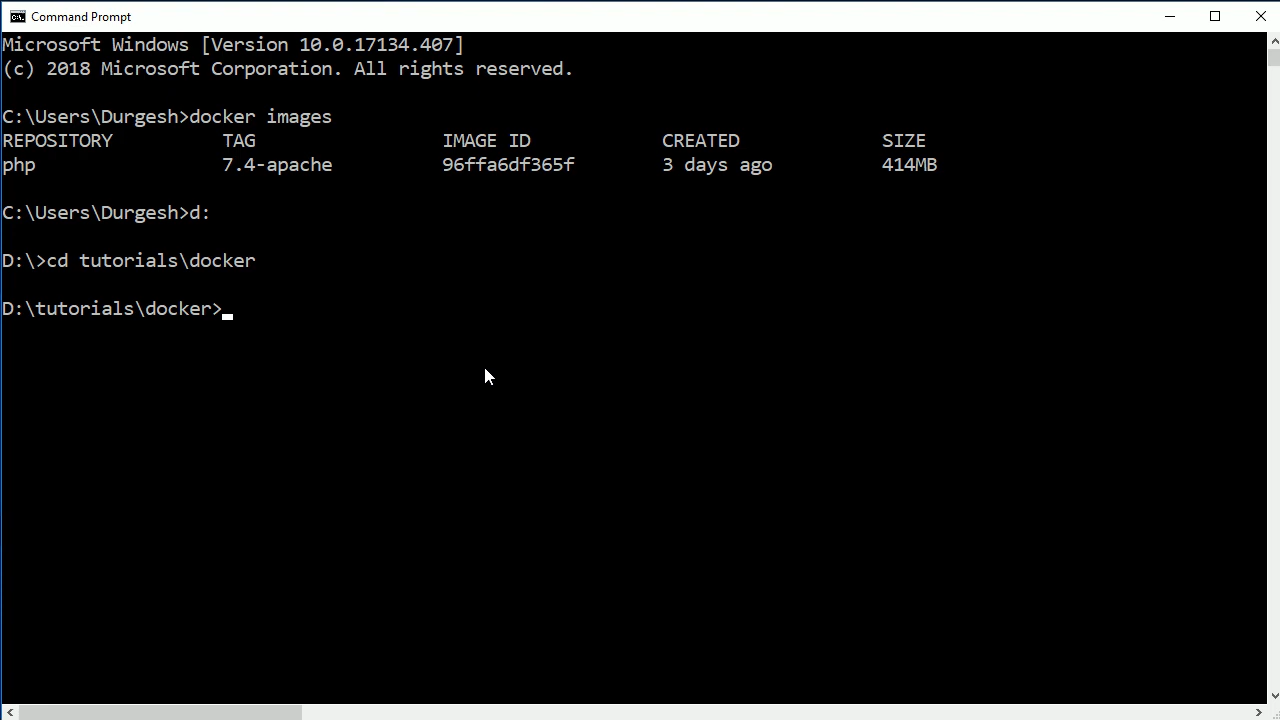 Command Prompt
Microsoft Windows [Version 10.0.17134.407]
(c) 2018 Microsoft Corporation. All rights reserved.
C:\Users\Durgesh>docker images
REPOSITORY TAG IMAGE ID CREATED SIZE
php 7.4-apache 96ffa6df365f 3 days ago 414MB
C:\Users\Durgesh>d:
D:\>cd tutorials\docker
D:\tutorials\docker>